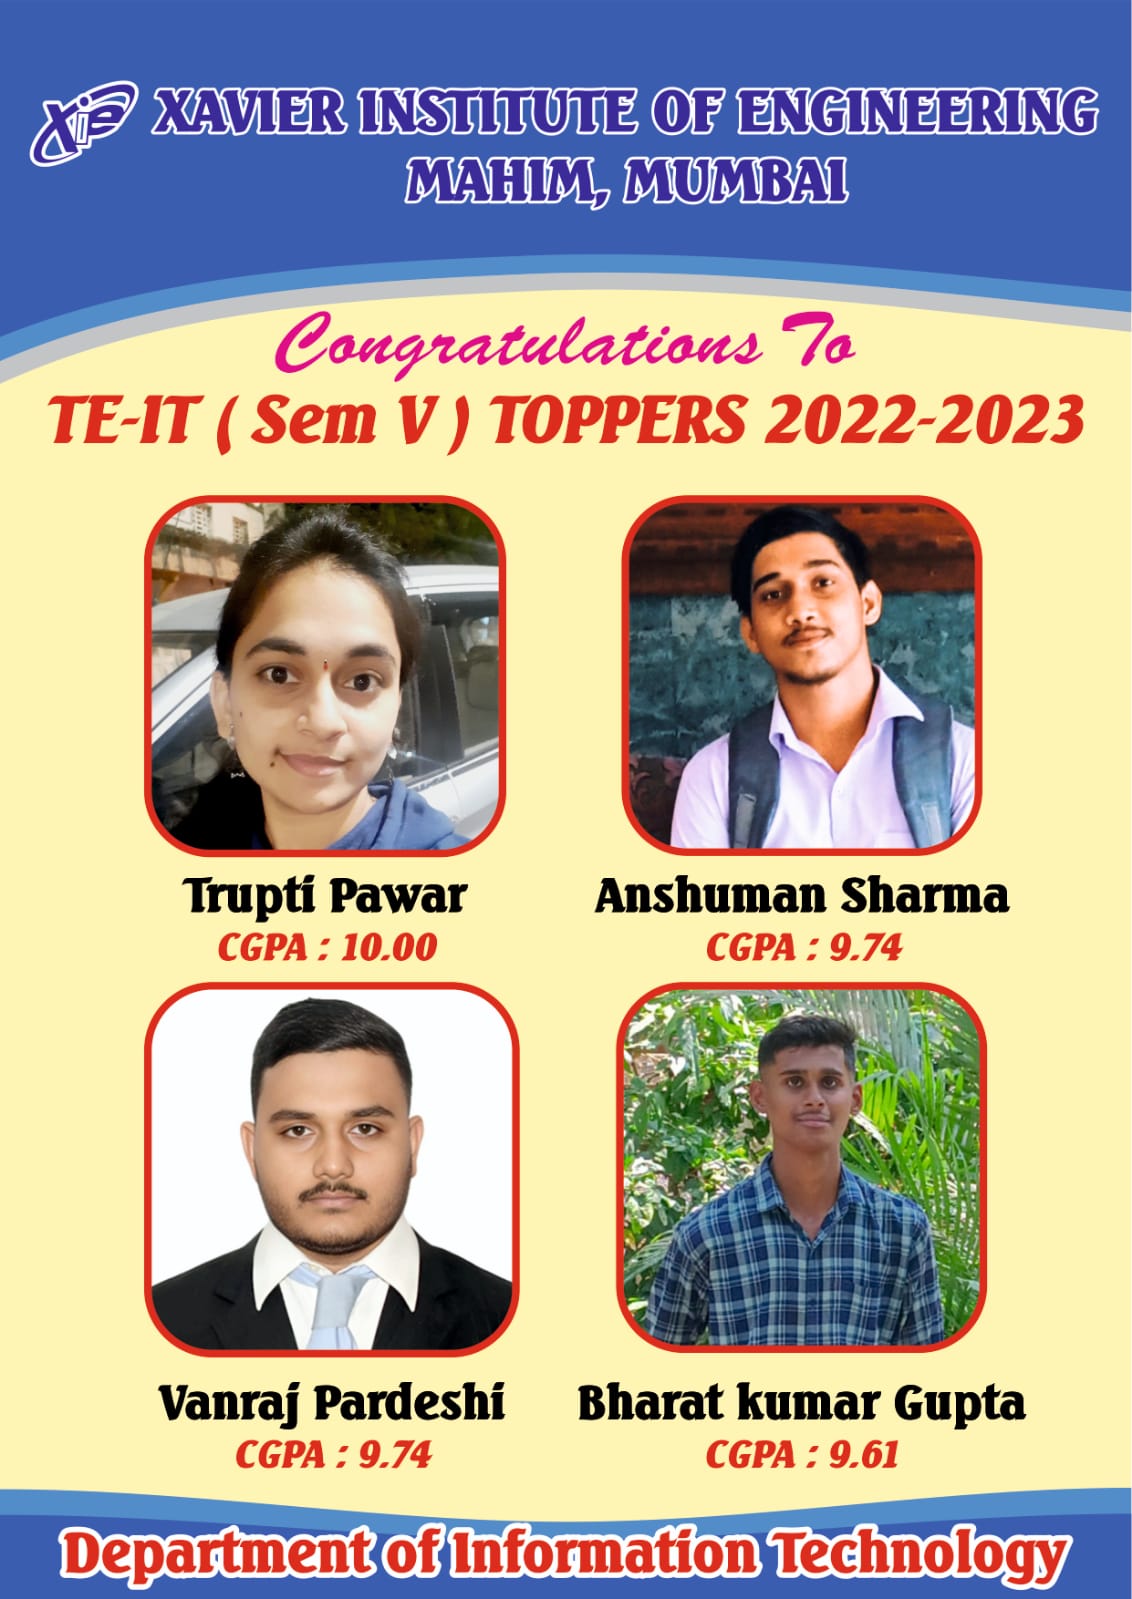 Xie XAVIER INSTITUTE OF ENGINEERING
MAHIM, MUMBAI
Congratulations To
TE-IT ( Sem V ) TOPPERS 2022-2023
Trupti Pawar
CGPA : 10.00
Anshuman Sharma
CGPA : 9.74
Vanraj Pardeshi
CGPA : 9.74
Bharat kumar Gupta
CGPA : 9.61
Department of Information Technology